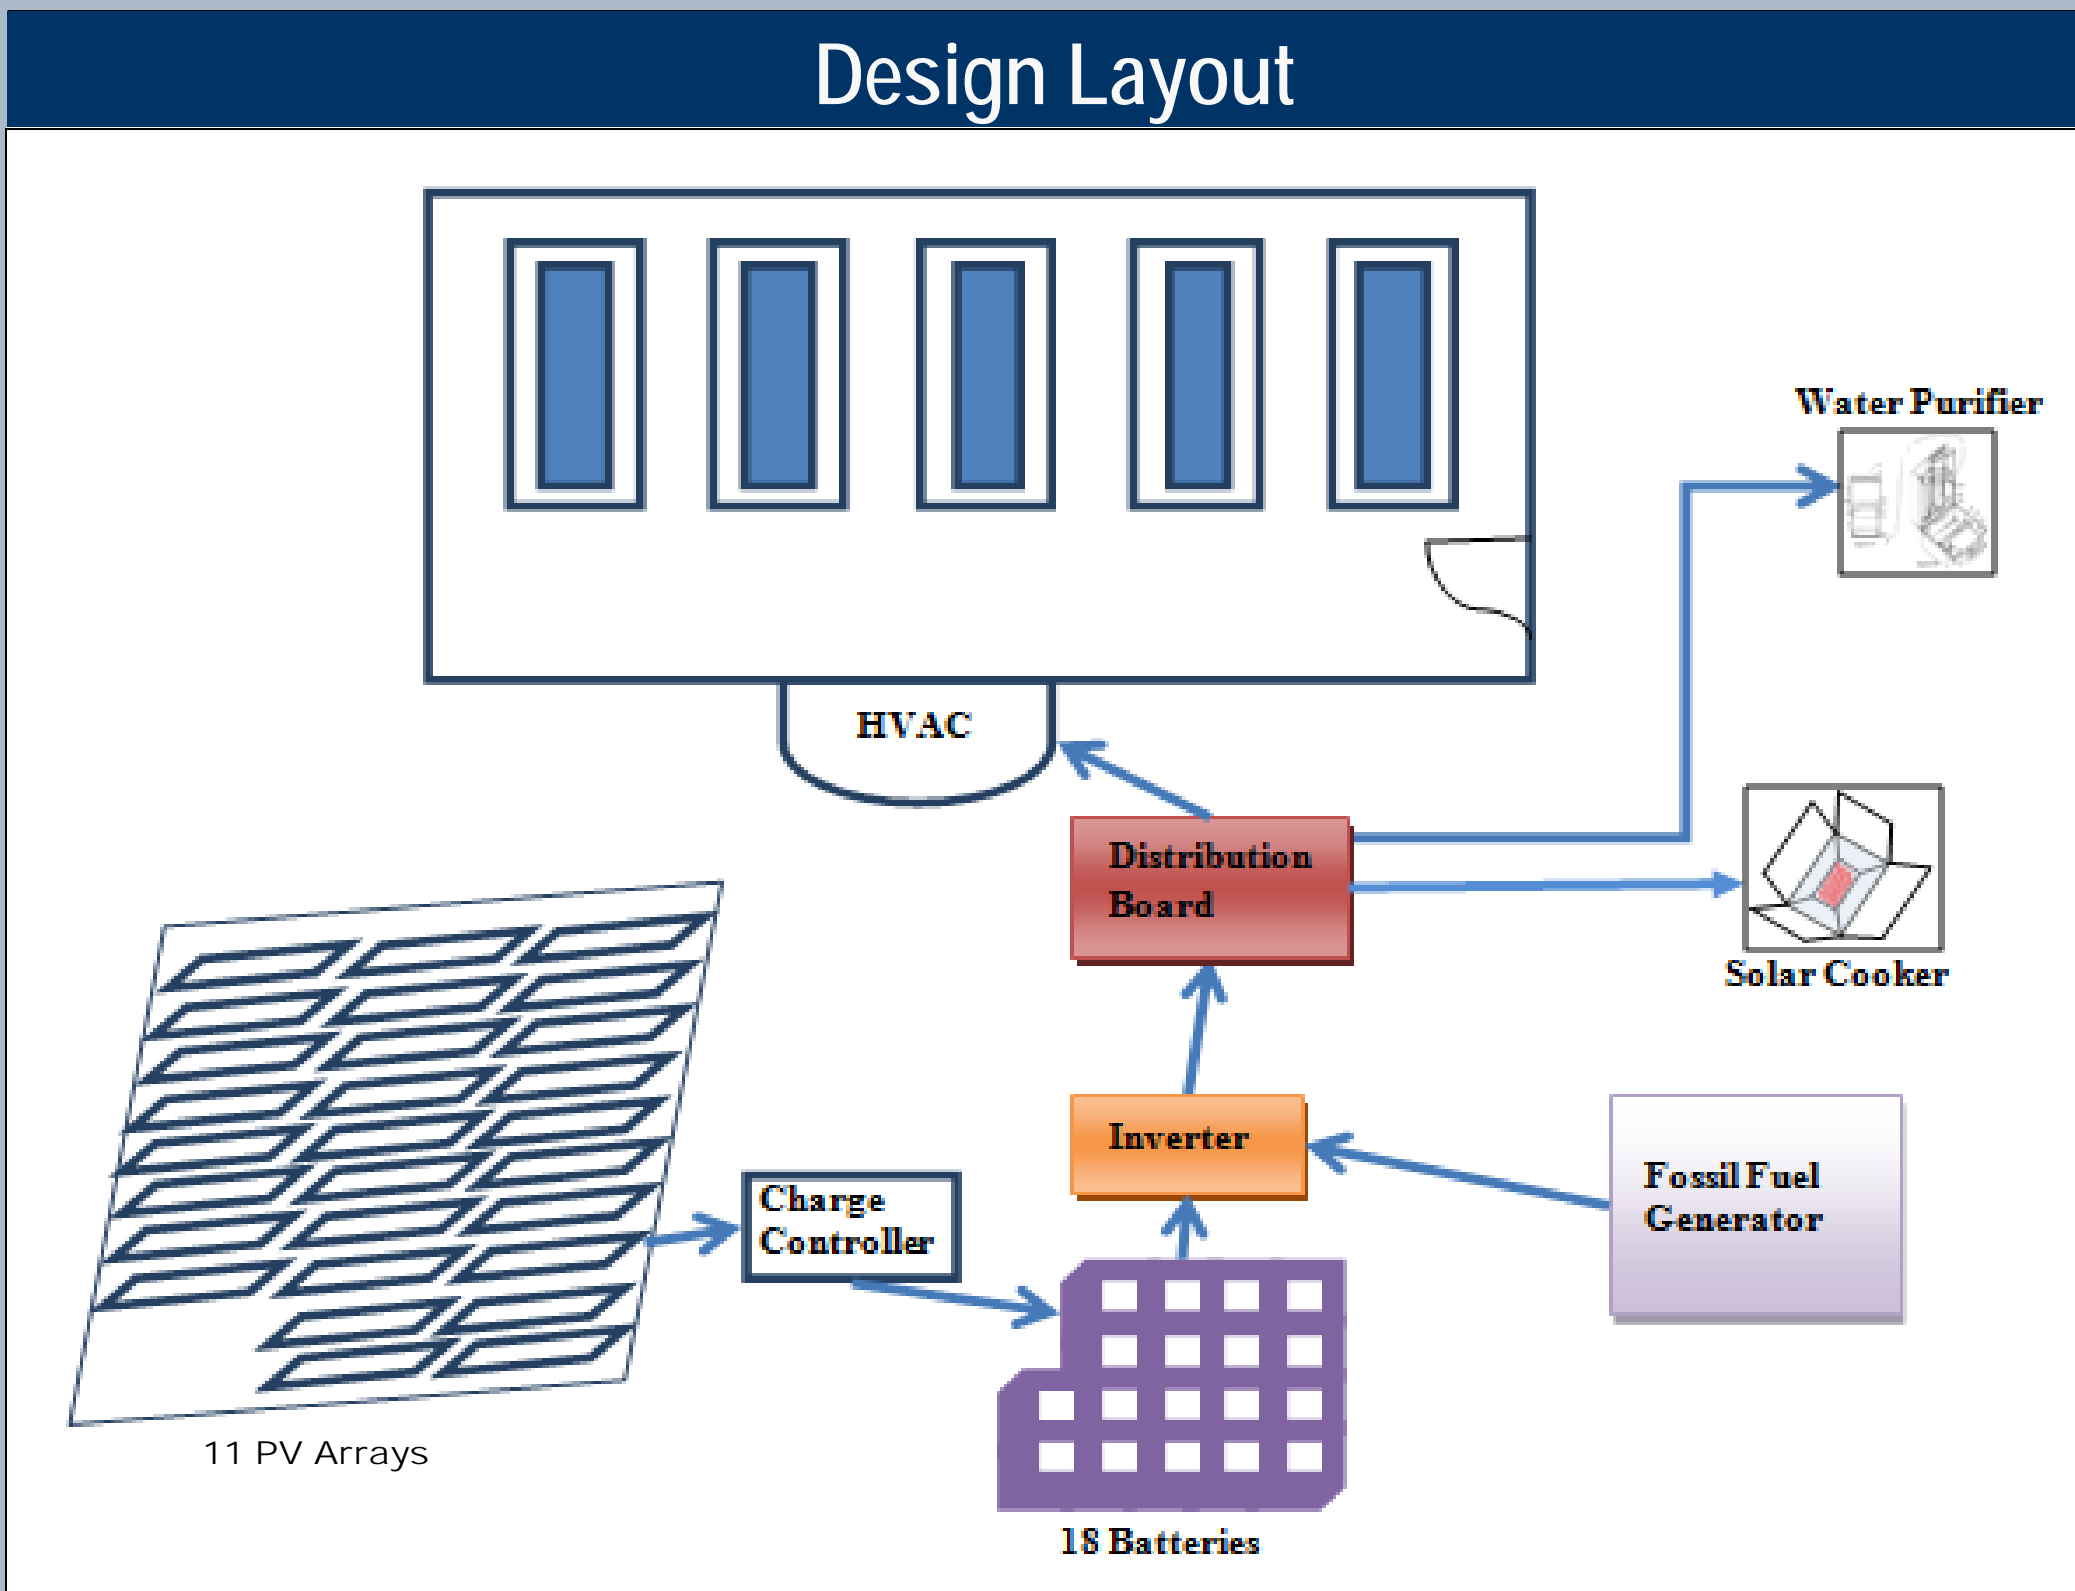 Design Layout
Water Purifier
HVAC
Distribution
Board
Solar Cooker
Inverter
Fossil Fuel
Generator
Charge
Controller
11 PV Arrays
18 Batteries